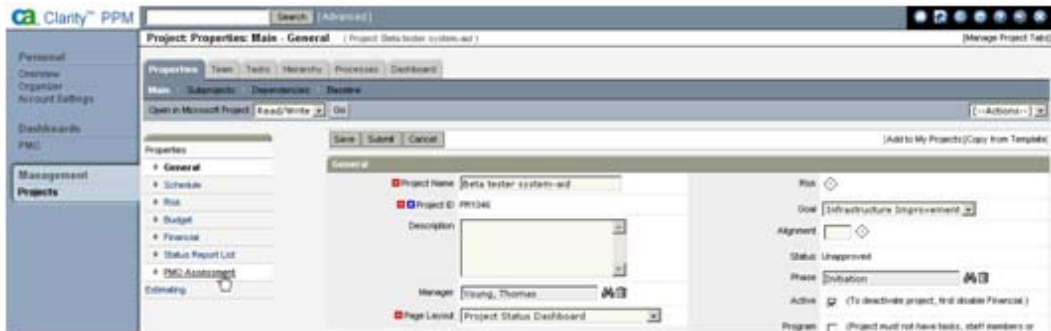 ca Clarity™ PPM
Search [Advanced]
Project: Properties: Main - General (Project: Beta tester system-aid)
[Manage Project Tabs]
Personal
Overview
Organizer
Account Settings
Dashboards
PMO
Management
Projects
Properties Team Tasks Hierarchy Processes Dashboard
Main Subprojects Dependencies Baseline
Open in Microsoft Project Read/Write Go
[--Actions--]
Save Submit Cancel
[Add to My Projects] [Copy from Template]
Properties
General
Schedule
Risk
Budget
Financial
Status Report List
PMO Assessment
Estimating
General
Project Name Beta tester system-aid
Project ID PR1046
Description
Manager Young, Thomas
Page Layout Project Status Dashboard
Risk
Goal Infrastructure Improvement
Alignment
Status Unapproved
Phase Initiation
Active (To deactivate project, first disable Financial.)
Program (Project must not have tasks, staff members or